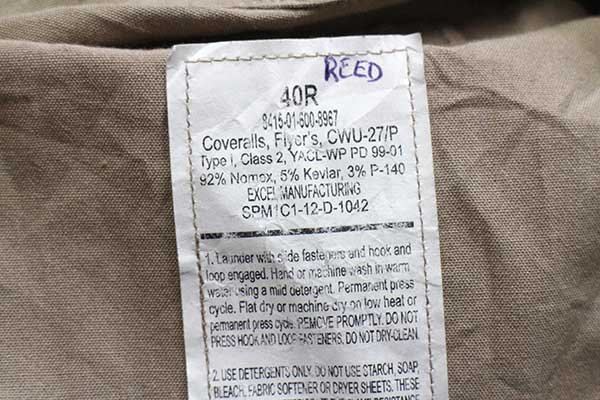 REED
40R
8415-01-600-8967
Coveralls, Flyer's, CWU-27/P
Type I, Class 2, YACL-WP PD 99-01
92% Nomex, 5% Kevlar, 3% P-140
EXCEL MANUFACTURING
SPM1C1-12-D-1042
1. Launder with slide fasteners and hook and
loop engaged. Hand or machine wash in warm
water using a mild detergent. Permanent press
cycle. Flat dry or machine dry on low heat or
permanent press cycle. REMOVE PROMPTLY. DO NOT
PRESS HOOK AND LOOP FASTENERS. DO NOT DRY-CLEAN.
2. USE DETERGENTS ONLY. DO NOT USE STARCH, SOAP,
BLEACH, FABRIC SOFTENER OR DRYER SHEETS. THESE
RESISTANCE